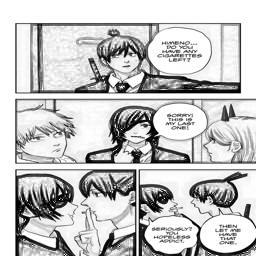 HIMENO...
DO YOU
HAVE ANY
CIGARETTES
LEFT?
SORRY!
THIS IS
MY LAST
ONE!
SERIOUSLY?
YOU
HOPELESS
ADDICT.
THEN
LET ME
HAVE
THAT
ONE.